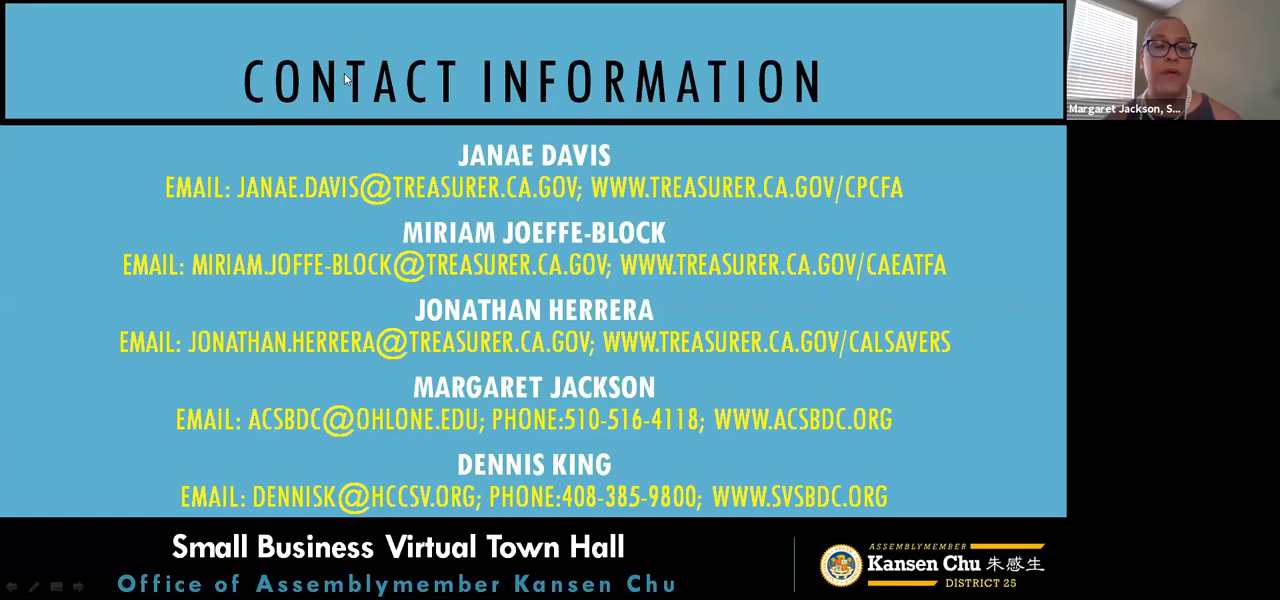 CONTACT INFORMATION
Margaret Jackson, S...
JANAE DAVIS
EMAIL: JANAE.DAVIS@TREASURER.CA.GOV; WWW.TREASURER.CA.GOV/CPCFA
MIRIAM JOEFFE-BLOCK
EMAIL: MIRIAM.JOFFE-BLOCK@TREASURER.CA.GOV; WWW.TREASURER.CA.GOV/CAEATFA
JONATHAN HERRERA
EMAIL: JONATHAN.HERRERA@TREASURER.CA.GOV; WWW.TREASURER.CA.GOV/CALSAVERS
MARGARET JACKSON
EMAIL: ACSBDC@OHLONE.EDU; PHONE:510-516-4118; WWW.ACSBDC.ORG
DENNIS KING
EMAIL: DENNISK@HCCSV.ORG; PHONE:408-385-9800; WWW.SVSBDC.ORG
Small Business Virtual Town Hall
Office of Assemblymember Kansen Chu
ASSEMBLYMEMBER
Kansen Chu 朱感生
DISTRICT 25